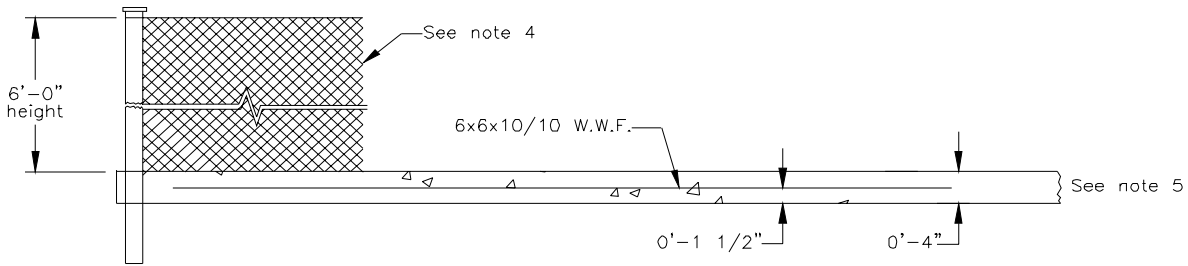 See note 4
6'-0"
height
6x6x10/10 W.W.F.
See note 5
0'-1 1/2"
0'-4"